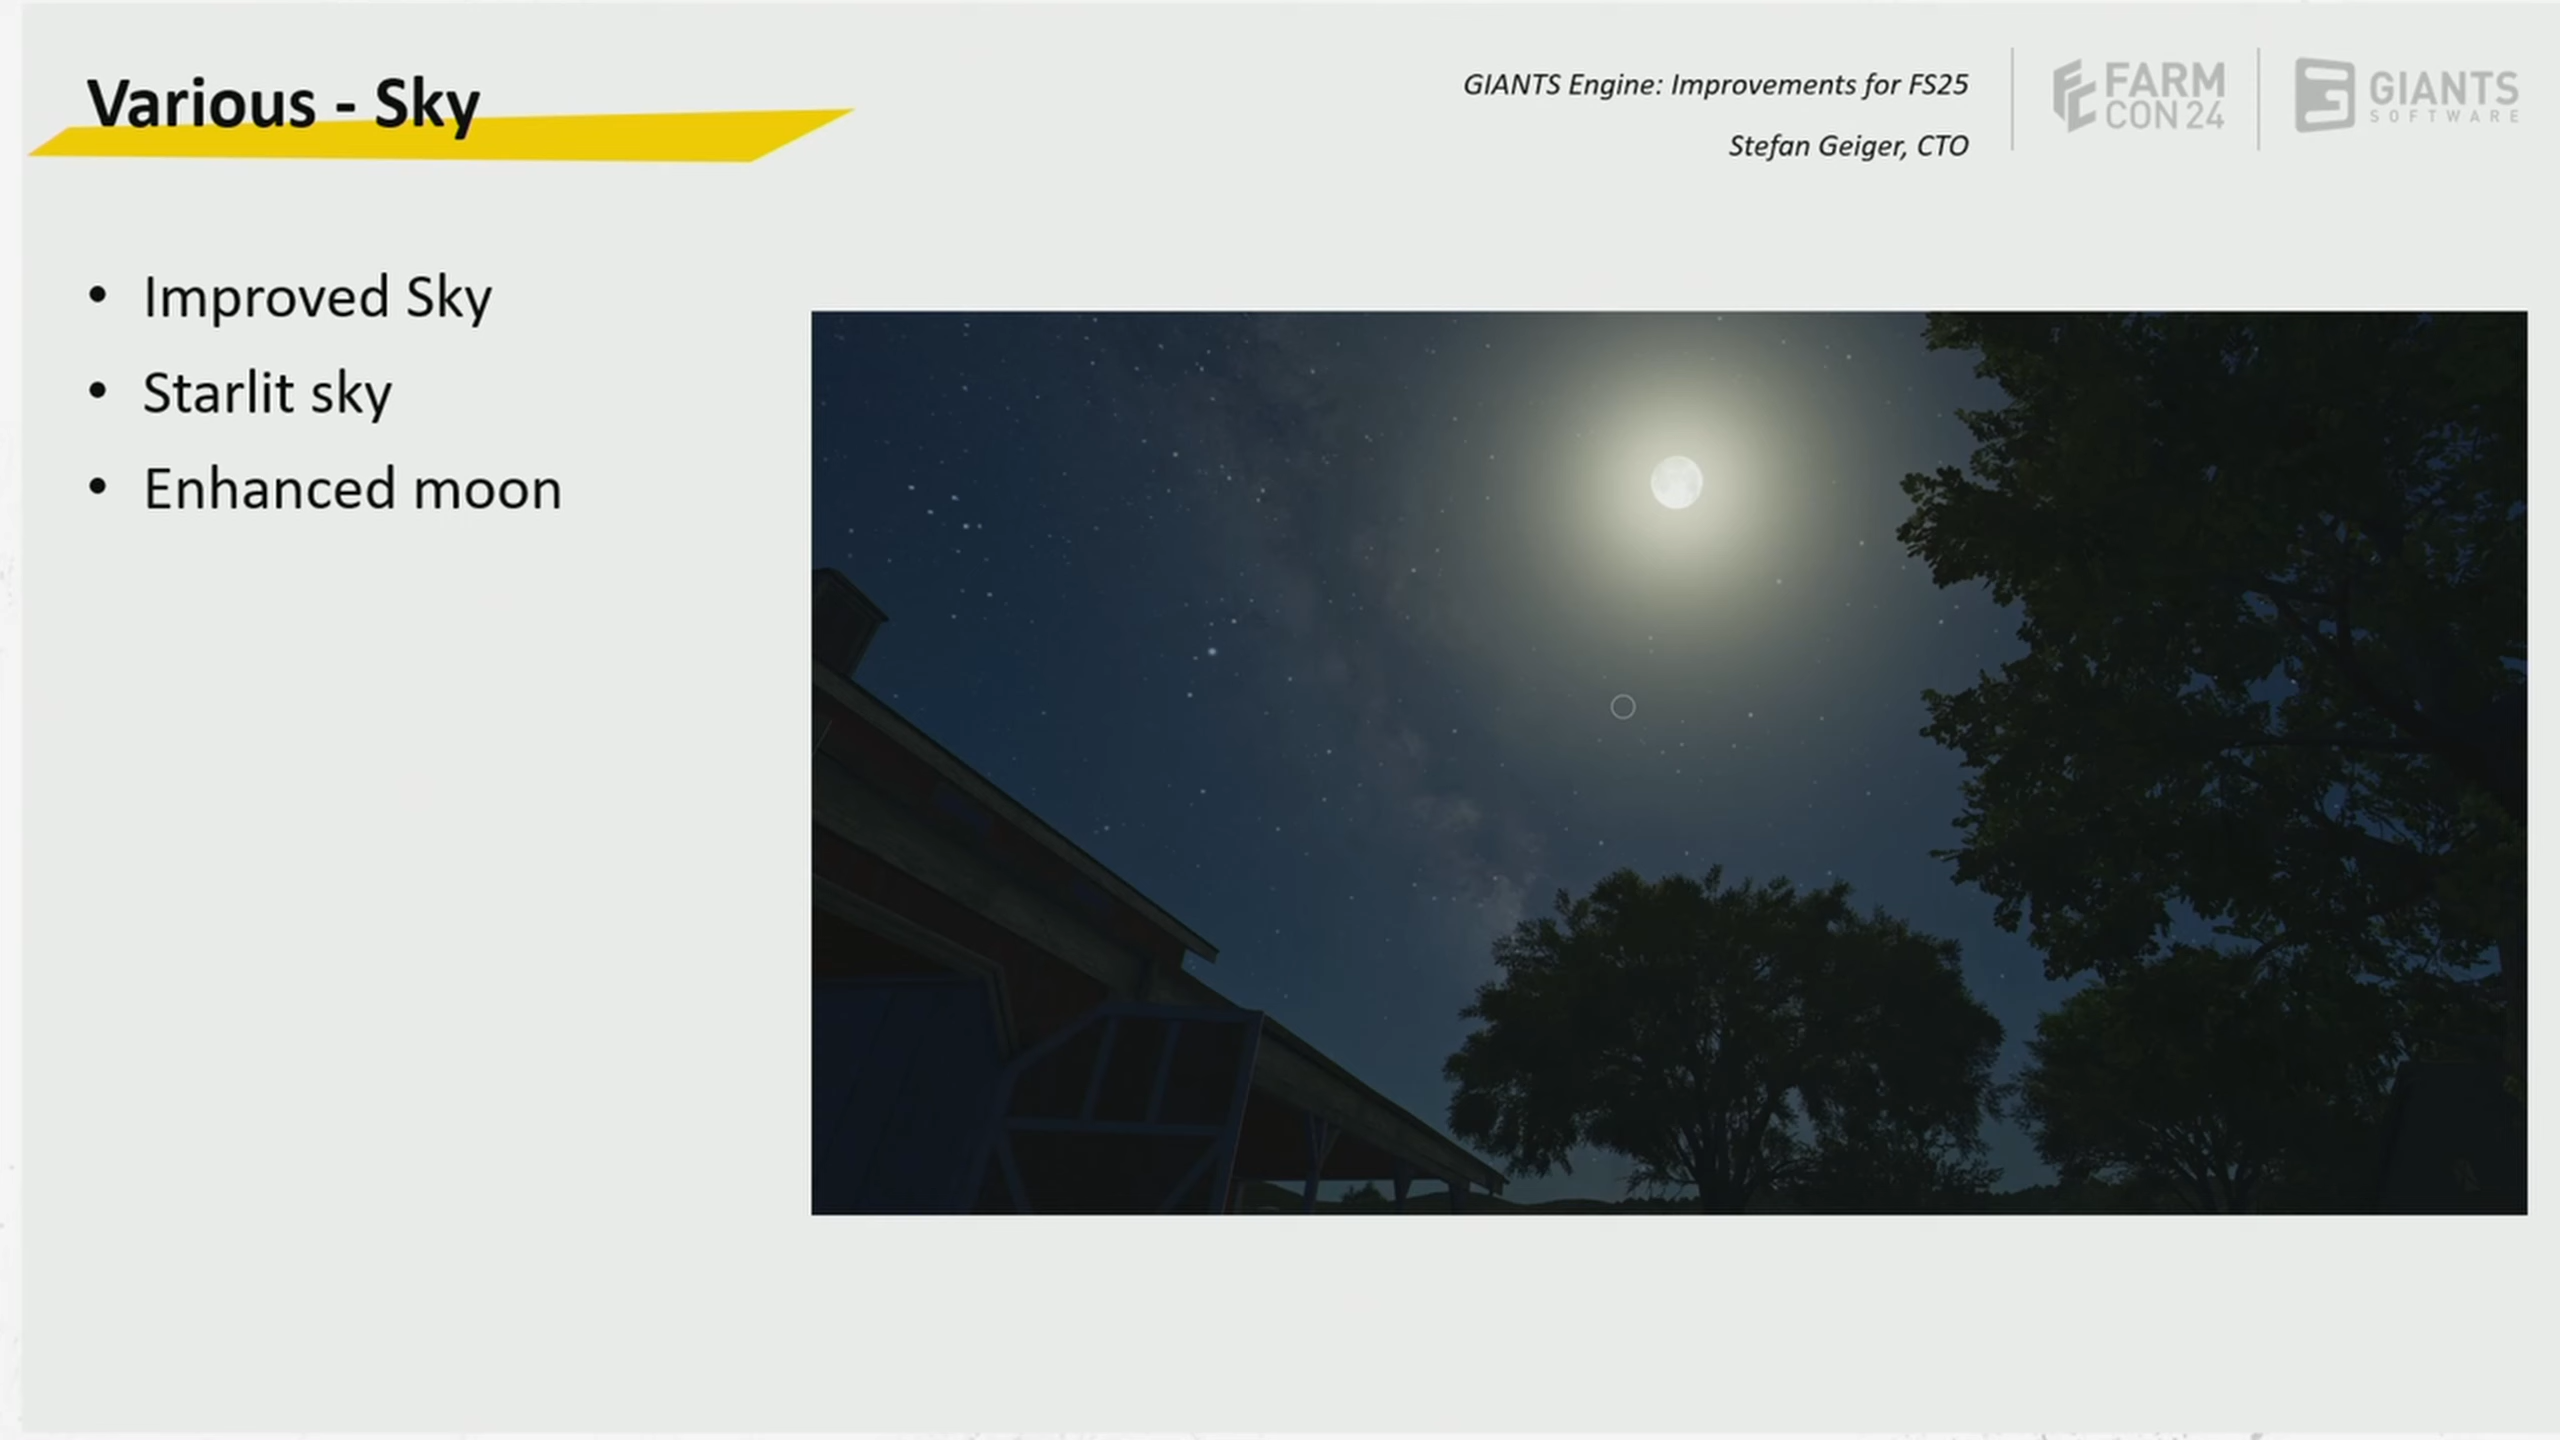 Various - Sky
GIANTS Engine: Improvements for FS25
Stefan Geiger, CTO
FARM
CON 24
GIANTS
SOFTWARE
• Improved Sky
• Starlit sky
• Enhanced moon